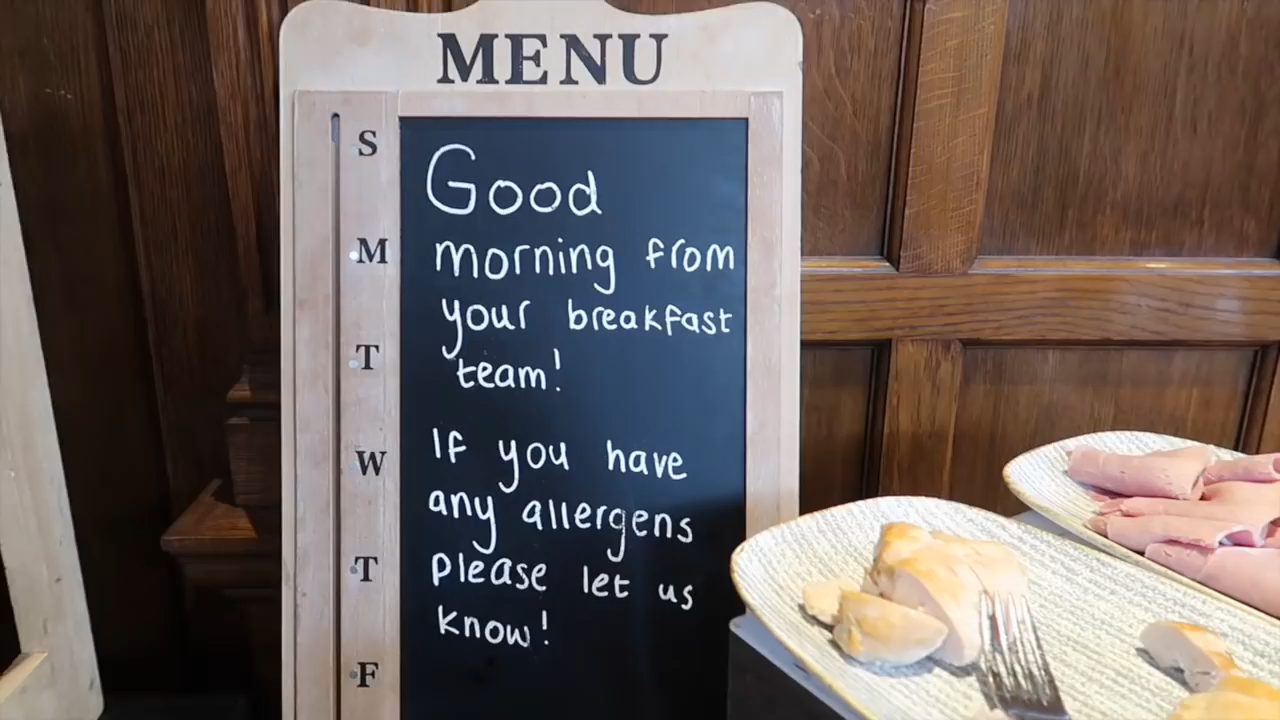 MENU
S
M
T
W
T
F
Good
morning from
your breakfast
team!
If you have
any allergens
please let us
know!